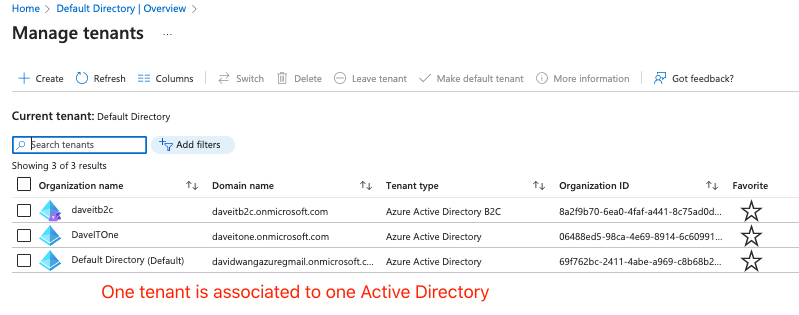 Home > Default Directory | Overview >
Manage tenants ...
+ Create Refresh Columns Switch Delete Leave tenant Make default tenant More information Got feedback?
Current tenant: Default Directory
Search tenants Add filters
Showing 3 of 3 results
Organization name ↑↓ Domain name ↑↓ Tenant type ↑↓ Organization ID ↑↓ Favorite
daveitb2c daveitb2c.onmicrosoft.com Azure Active Directory B2C 8a2f9b70-6ea0-4faf-a441-8c75ad0d...
DaveITOne daveitone.onmicrosoft.com Azure Active Directory 06488ed5-98ca-4e69-8914-6c60991...
Default Directory (Default) davidwangazuregmail.onmicrosoft.c... Azure Active Directory 69f762bc-2411-4abe-a969-c8b68b2...
One tenant is associated to one Active Directory